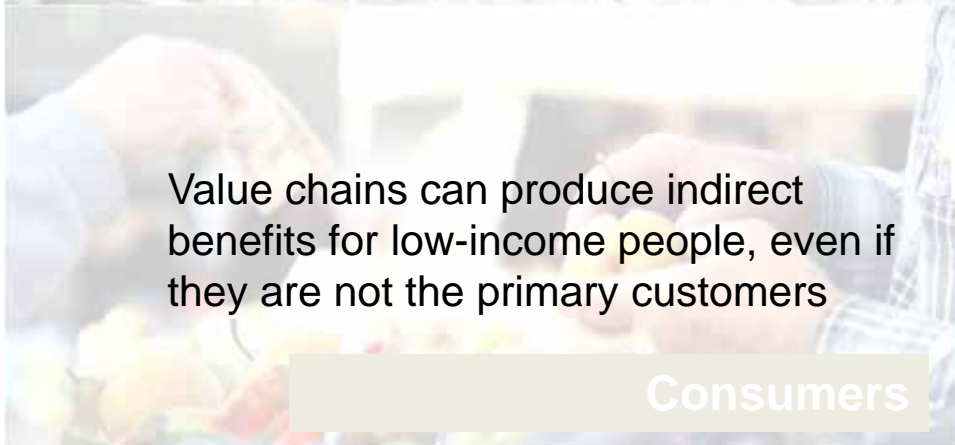 Value chains can produce indirect
benefits for low-income people, even if
they are not the primary customers
Consumers